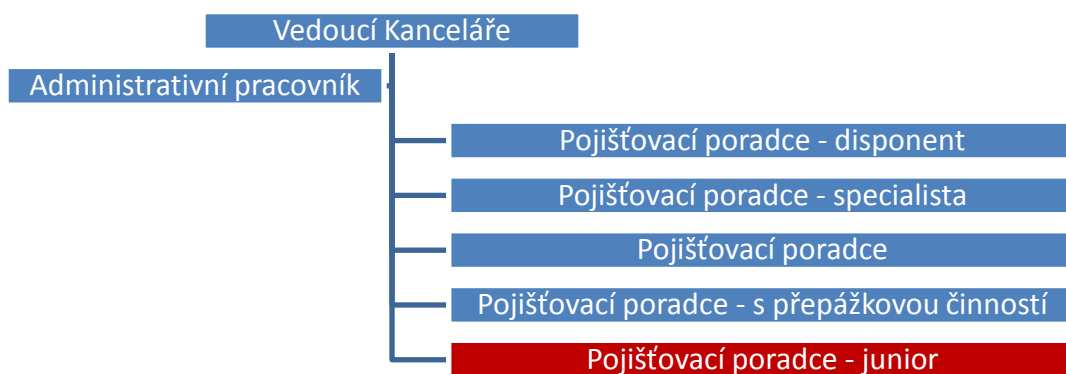 Vedoucí Kanceláře
Administrativní pracovník
Pojišťovací poradce - disponent
Pojišťovací poradce - specialista
Pojišťovací poradce
Pojišťovací poradce - s přepážkovou činností
Pojišťovací poradce - junior